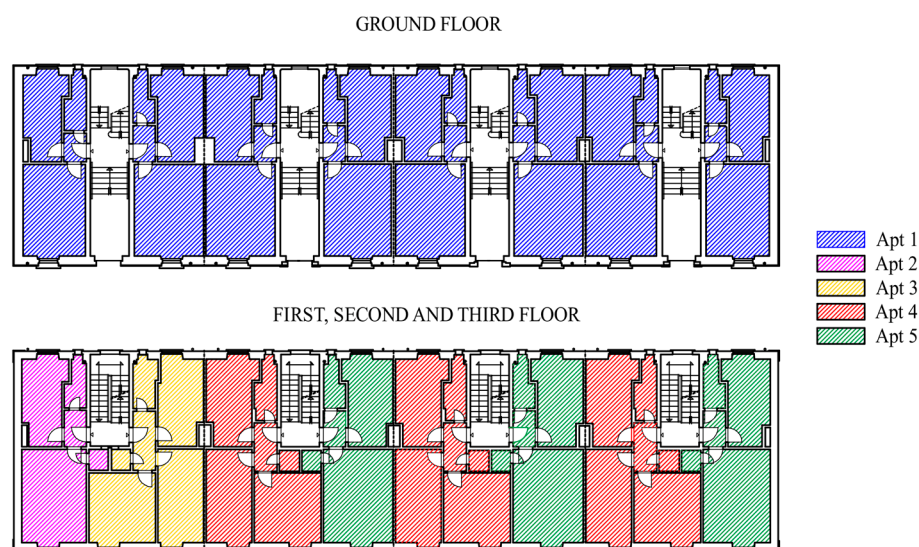 GROUND FLOOR
Apt 1
Apt 2
Apt 3
Apt 4
Apt 5
FIRST, SECOND AND THIRD FLOOR